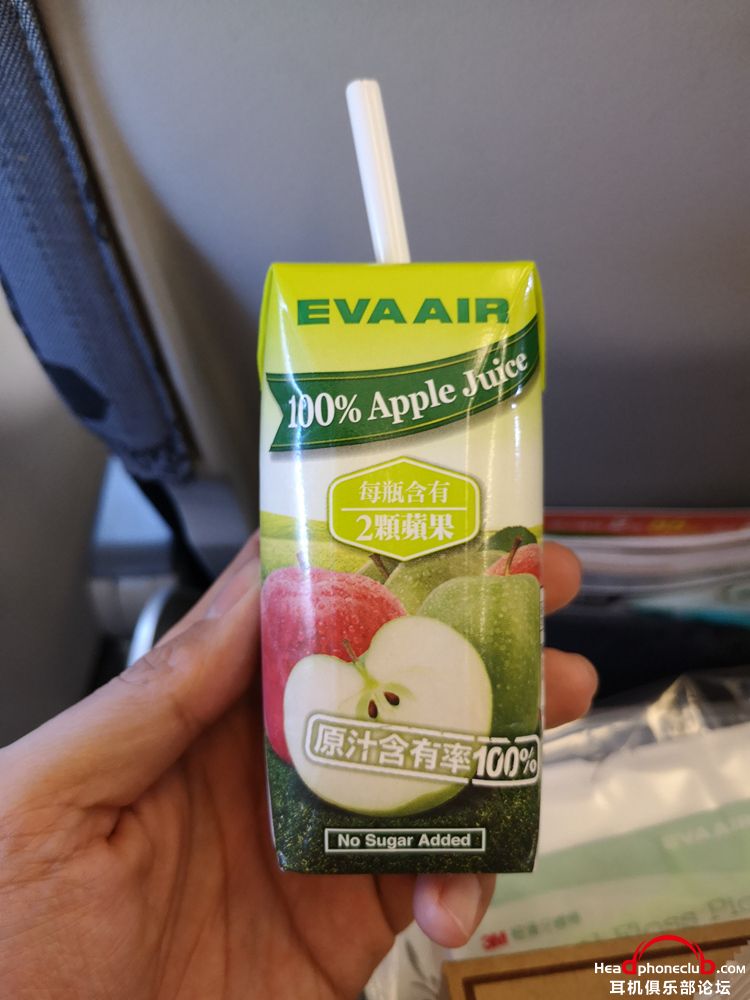 EVA AIR
100% Apple Juice
每瓶含有
2顆蘋果
原汁含有率100%
No Sugar Added
EVA AIR
3M
Headphoneclub.com
耳机俱乐部论坛